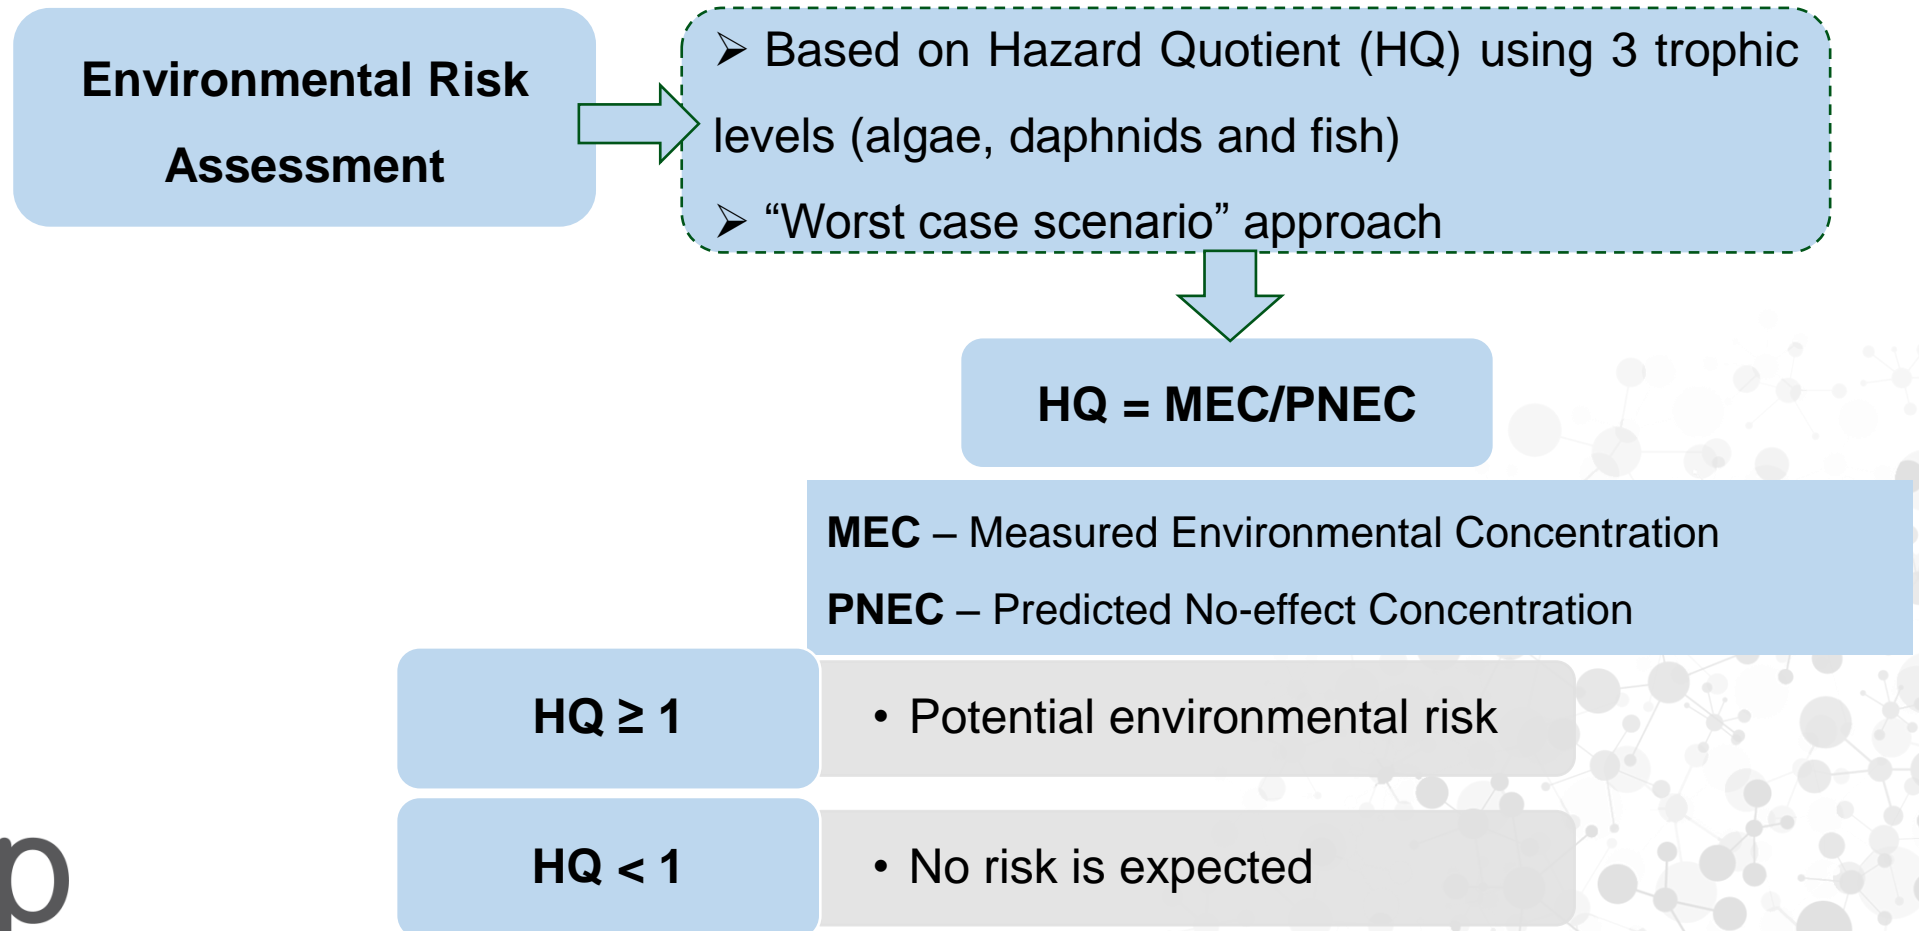 Environmental Risk
Assessment
➢ Based on Hazard Quotient (HQ) using 3 trophic
levels (algae, daphnids and fish)
➢ “Worst case scenario” approach
HQ = MEC/PNEC
MEC – Measured Environmental Concentration
PNEC – Predicted No-effect Concentration
HQ ≥ 1
• Potential environmental risk
HQ < 1
• No risk is expected
p